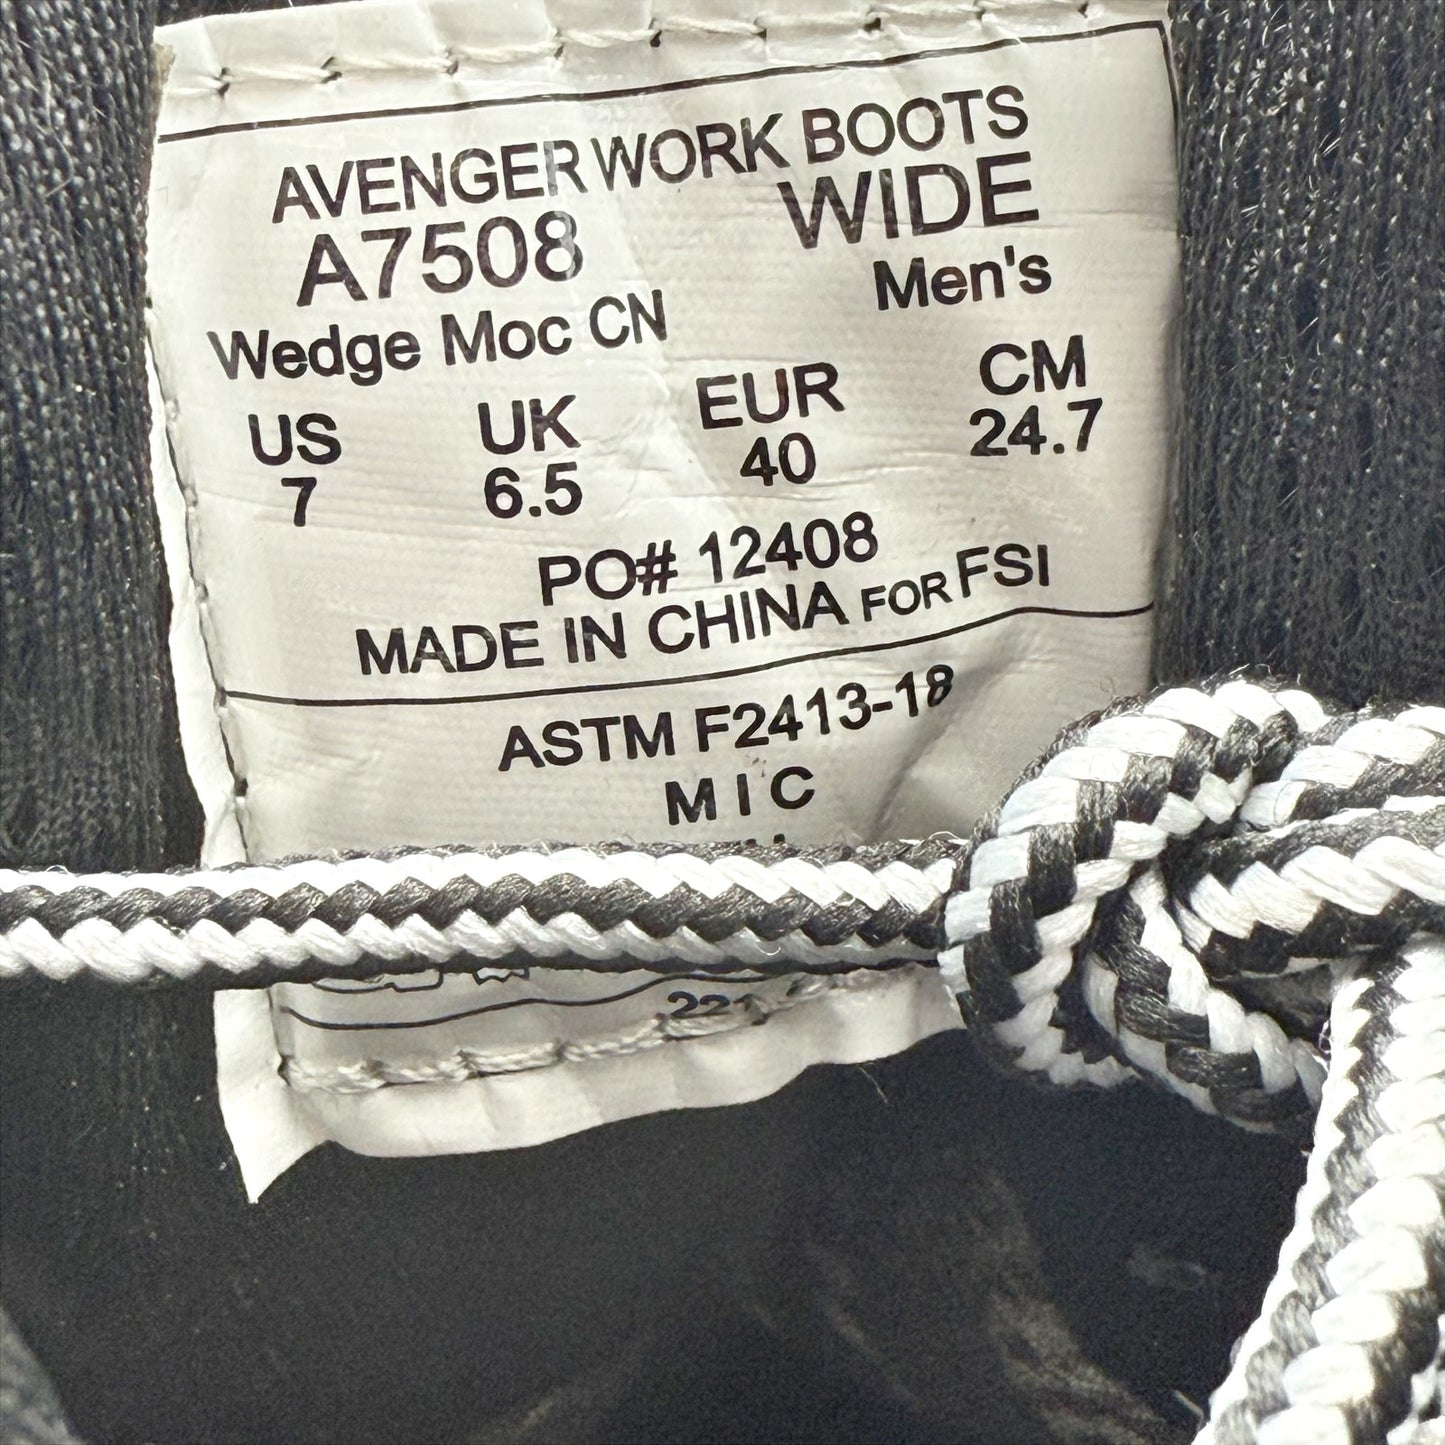 AVENGER WORK BOOTS
A7508 WIDE
Wedge Moc CN Men's
US UK EUR CM
7 6.5 40 24.7
PO# 12408
MADE IN CHINA FOR FSI
ASTM F2413-18
M I C